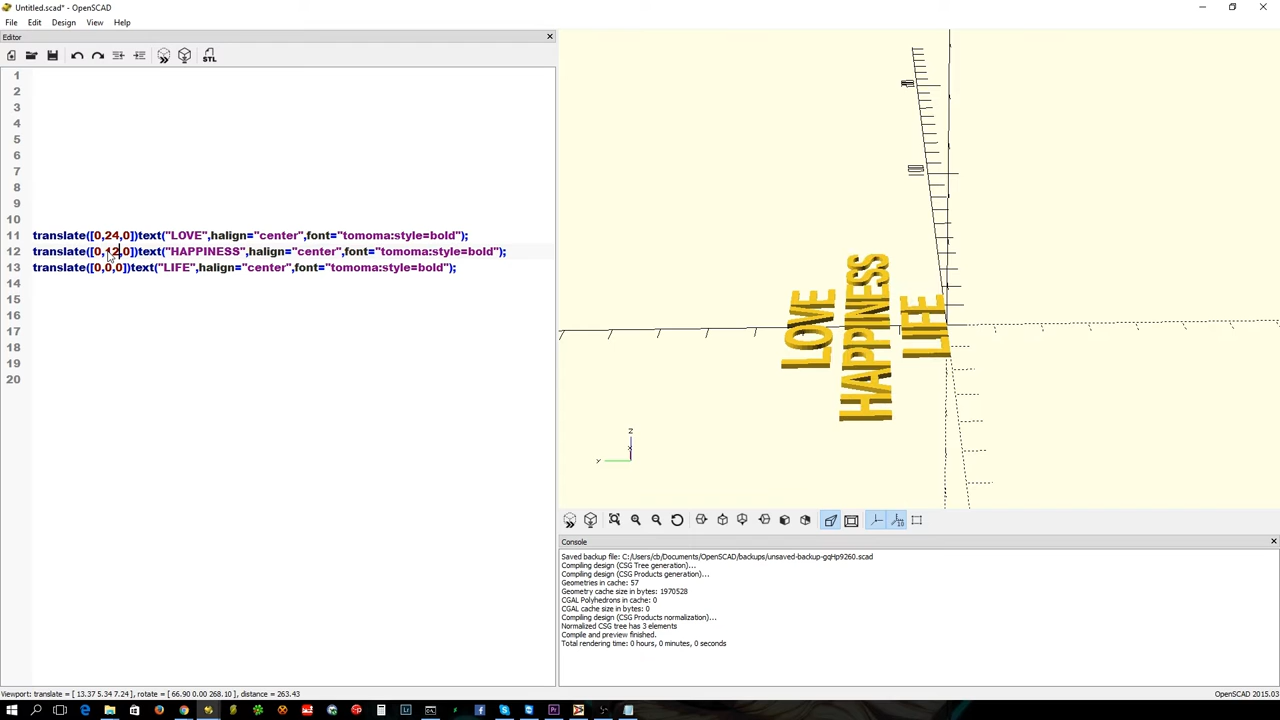 Untitled.scad* - OpenSCAD
File Edit Design View Help
Editor
STL
1
2
3
4
5
6
7
8
9
10
11 translate([0,24,0])text("LOVE",halign="center",font="tomoma:style=bold");
12 translate([0,12,0])text("HAPPINESS",halign="center",font="tomoma:style=bold");
13 translate([0,0,0])text("LIFE",halign="center",font="tomoma:style=bold");
14
15
16
17
18
19
20
LOVE
HAPPINESS
LIFE
z
x
Y
10
Console
Saved backup file: C:/Users/cb/Documents/OpenSCAD/backups/unsaved-backup-gqHp9260.scad
Compiling design (CSG Tree generation)...
Compiling design (CSG Products generation)...
Geometries in cache: 57
Geometry cache size in bytes: 1970528
CGAL Polyhedrons in cache: 0
CGAL cache size in bytes: 0
Compiling design (CSG Products normalization)...
Normalized CSG tree has 3 elements
Compile and preview finished.
Total rendering time: 0 hours, 0 minutes, 0 seconds
Viewport: translate = [ 13.37 5.34 7.24 ], rotate = [ 66.90 0.00 268.10 ], distance = 263.43
OpenSCAD 2015.03